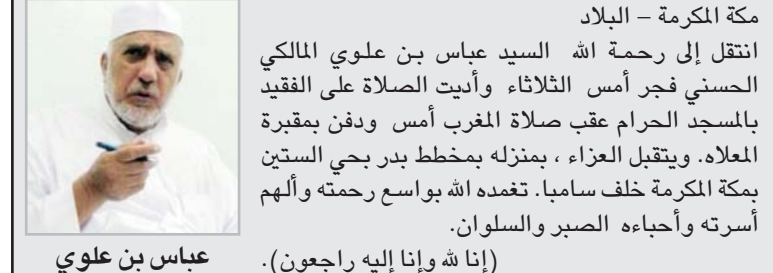 مكة المكرمة – البلاد
انتقل إلى رحمة الله السيد عباس بن علوي المالكي
الحسني فجر أمس الثلاثاء وأديت الصلاة على الفقيد
بالمسجد الحرام عقب صلاة المغرب أمس ودفن بمقبرة
المعلاه. ويتقبل العزاء ، بمنزله بمخطط بدر بحي الستين
بمكة المكرمة خلف سامبا. تغمده الله بواسع رحمته وألهم
أسرته وأحباءه الصبر والسلوان.
(إنا لله وإنا إليه راجعون).
عباس بن علوي